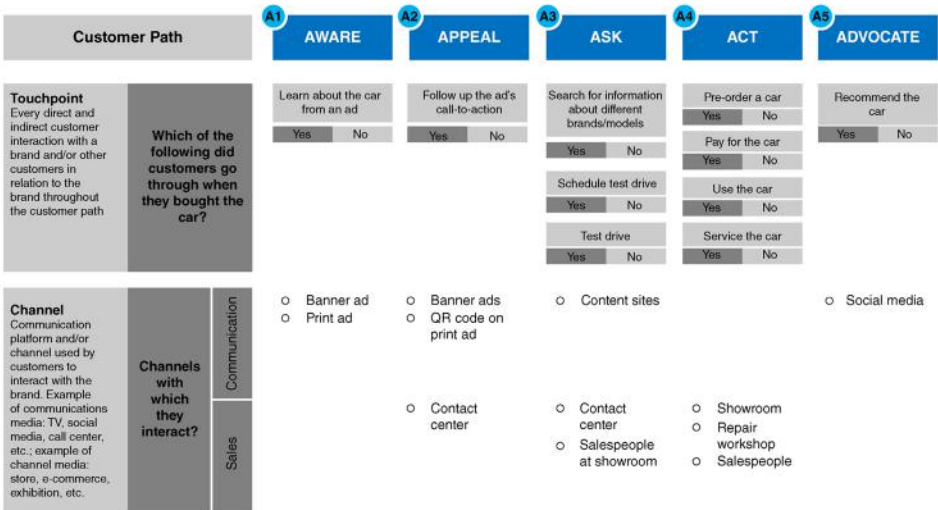 Customer Path
A1
AWARE
A2
APPEAL
A3
ASK
A4
ACT
A5
ADVOCATE
Touchpoint
Every direct and
indirect customer
interaction with a
brand and/or other
customers in
relation to the
brand throughout
the customer path
Which of the
following did
customers go
through when
they bought the
car?
Learn about the car
from an ad
Yes No
Follow up the ad's
call-to-action
Yes No
Search for information
about different
brands/models
Yes No
Schedule test drive
Yes No
Test drive
Yes No
Pre-order a car
Yes No
Pay for the car
Yes No
Use the car
Yes No
Service the car
Yes No
Recommend the
car
Yes No
Channel
Communication
platform and/or
channel used by
customers to
interact with the
brand. Example
of communications
media: TV, social
media, call center,
etc.; example of
channel media:
store, e-commerce,
exhibition, etc.
Channels
with
which
they
interact?
Communication
Banner ad
Print ad
Banner ads
QR code on
print ad
Content sites
Social media
Sales
Contact
center
Contact
center
Salespeople
at showroom
Showroom
Repair
workshop
Salespeople